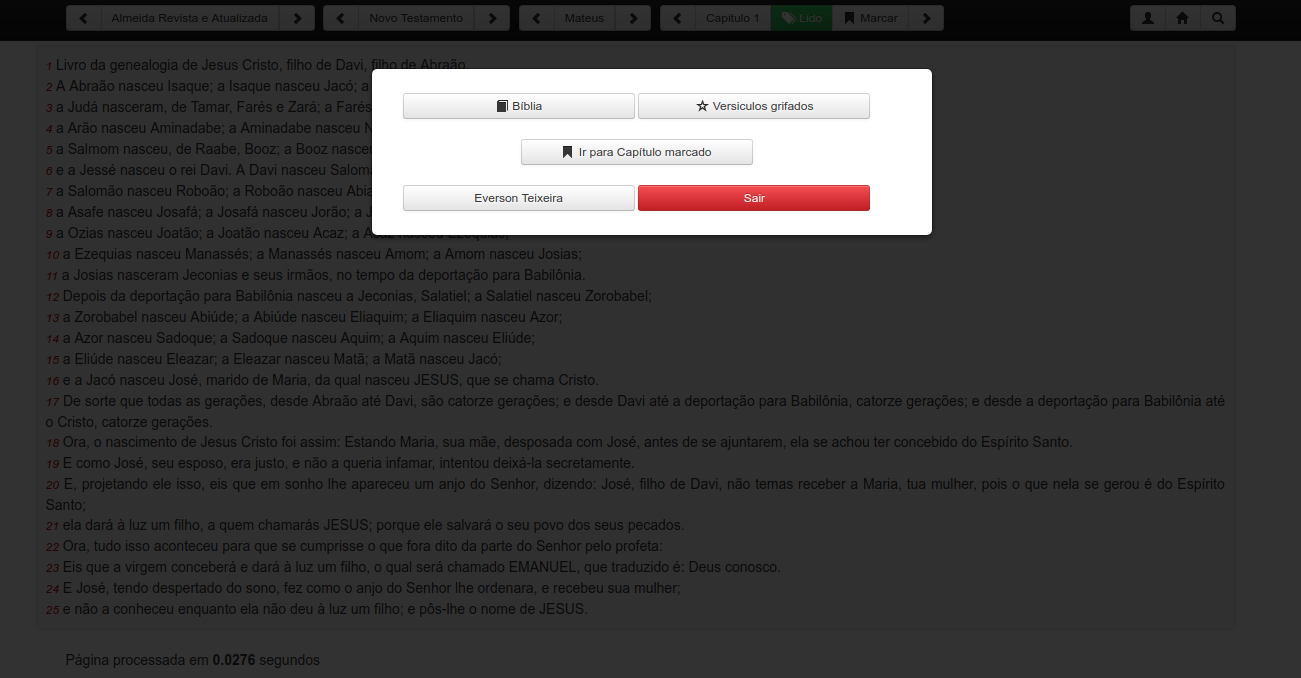 Almeida Revista e Atualizada Novo Testamento Mateus Capítulo 1 Lido Marcar
1 Livro da genealogia de Jesus Cristo, filho de Davi, filho de Abraão.
2 A Abraão nasceu Isaque; a Isaque nasceu Jacó; a
3 a Judá nasceram, de Tamar, Farés e Zará; a Farés
4 a Arão nasceu Aminadabe; a Aminadabe nasceu N
5 a Salmom nasceu, de Raabe, Booz; a Booz nascer
6 e a Jessé nasceu o rei Davi. A Davi nasceu Salom
7 a Salomão nasceu Roboão; a Roboão nasceu Abia
8 a Asafe nasceu Josafá; a Josafá nasceu Jorão; a J
Bíblia Versiculos grifados
Ir para Capítulo marcado
Everson Teixeira Sair
9 a Ozias nasceu Joatão; a Joatão nasceu Acaz; a Acaz nasceu Ezequias;
10 a Ezequias nasceu Manassés; a Manassés nasceu Amom; a Amom nasceu Josias;
11 a Josias nasceram Jeconias e seus irmãos, no tempo da deportação para Babilônia.
12 Depois da deportação para Babilônia nasceu a Jeconias, Salatiel; a Salatiel nasceu Zorobabel;
13 a Zorobabel nasceu Abiúde; a Abiúde nasceu Eliaquim; a Eliaquim nasceu Azor;
14 a Azor nasceu Sadoque; a Sadoque nasceu Aquim; a Aquim nasceu Eliúde;
15 a Eliúde nasceu Eleazar; a Eleazar nasceu Matã; a Matã nasceu Jacó;
16 e a Jacó nasceu José, marido de Maria, da qual nasceu JESUS, que se chama Cristo.
17 De sorte que todas as gerações, desde Abraão até Davi, são catorze gerações; e desde Davi até a deportação para Babilônia, catorze gerações; e desde a deportação para Babilônia até
o Cristo, catorze gerações.
18 Ora, o nascimento de Jesus Cristo foi assim: Estando Maria, sua mãe, desposada com José, antes de se ajuntarem, ela se achou ter concebido do Espírito Santo.
19 E como José, seu esposo, era justo, e não a queria infamar, intentou deixá-la secretamente.
20 E, projetando ele isso, eis que em sonho lhe apareceu um anjo do Senhor, dizendo: José, filho de Davi, não temas receber a Maria, tua mulher, pois o que nela se gerou é do Espírito
Santo;
21 ela dará à luz um filho, a quem chamarás JESUS; porque ele salvará o seu povo dos seus pecados.
22 Ora, tudo isso aconteceu para que se cumprisse o que fora dito da parte do Senhor pelo profeta:
23 Eis que a virgem conceberá e dará à luz um filho, o qual será chamado EMANUEL, que traduzido é: Deus conosco.
24 E José, tendo despertado do sono, fez como o anjo do Senhor lhe ordenara, e recebeu sua mulher;
25 e não a conheceu enquanto ela não deu à luz um filho; e pôs-lhe o nome de JESUS.
Página processada em 0.0276 segundos